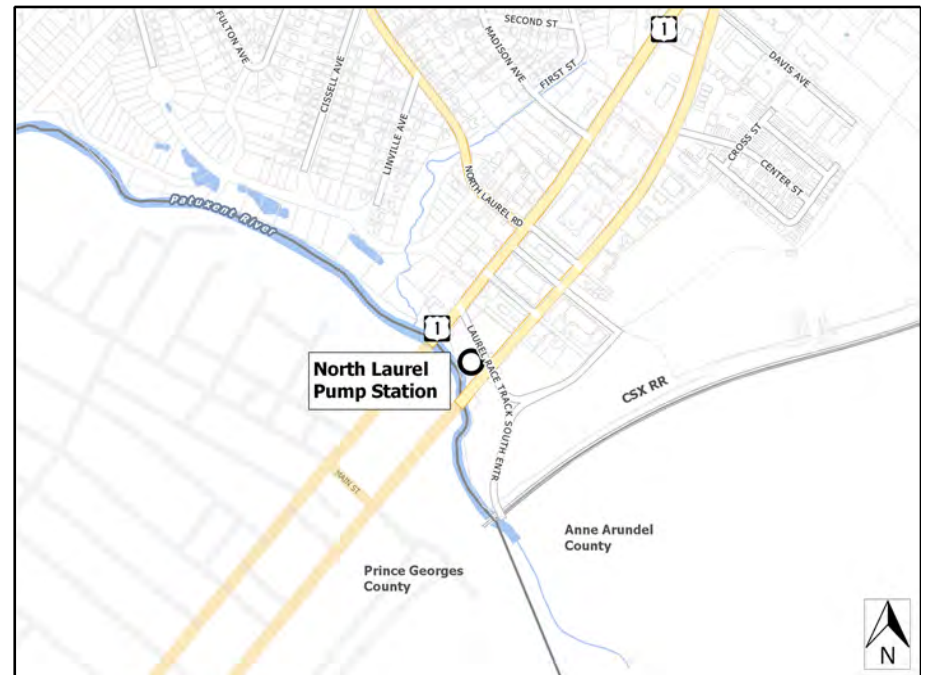 SECOND ST
1
FULTON AVE
MADISON AVE
DAVIS AVE
CISSELL AVE
FIRST ST
LINVILLE AVE
CROSS ST
CENTER ST
NORTH LAUREL RD
Patuxent River
1
LAUREL RACE TRACK SOUTH ENTR
North Laurel
Pump Station
CSX RR
MAIN ST
Anne Arundel
County
Prince Georges
County
N